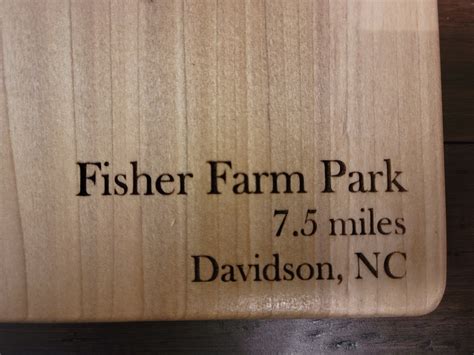 Fisher Farm Park
7.5 miles
Davidson, NC